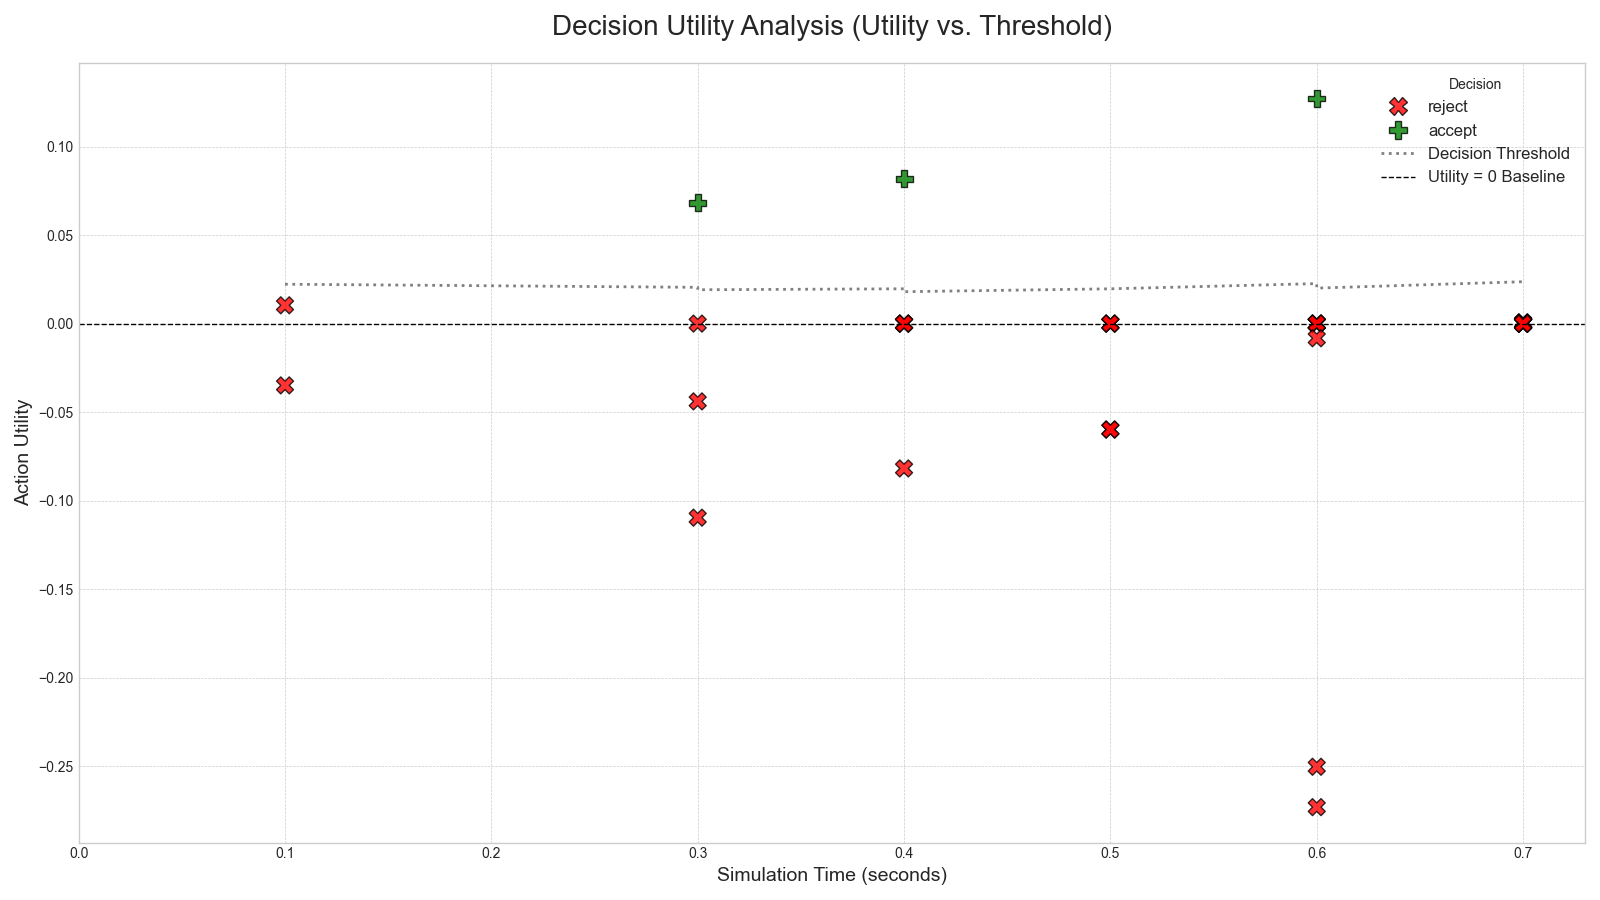 Decision Utility Analysis (Utility vs. Threshold)
Decision
reject
accept
Decision Threshold
Utility = 0 Baseline
Action Utility
0.10
0.05
0.00
−0.05
−0.10
−0.15
−0.20
−0.25
0.0 0.1 0.2 0.3 0.4 0.5 0.6 0.7
Simulation Time (seconds)